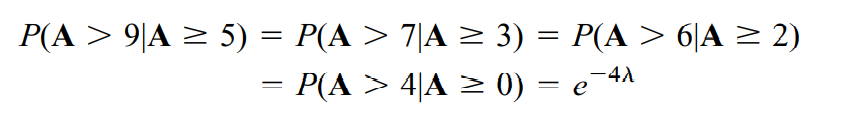 P(A > 9|A ≥ 5) = P(A > 7|A ≥ 3) = P(A > 6|A ≥ 2)
= P(A > 4|A ≥ 0) = e^{-4λ}